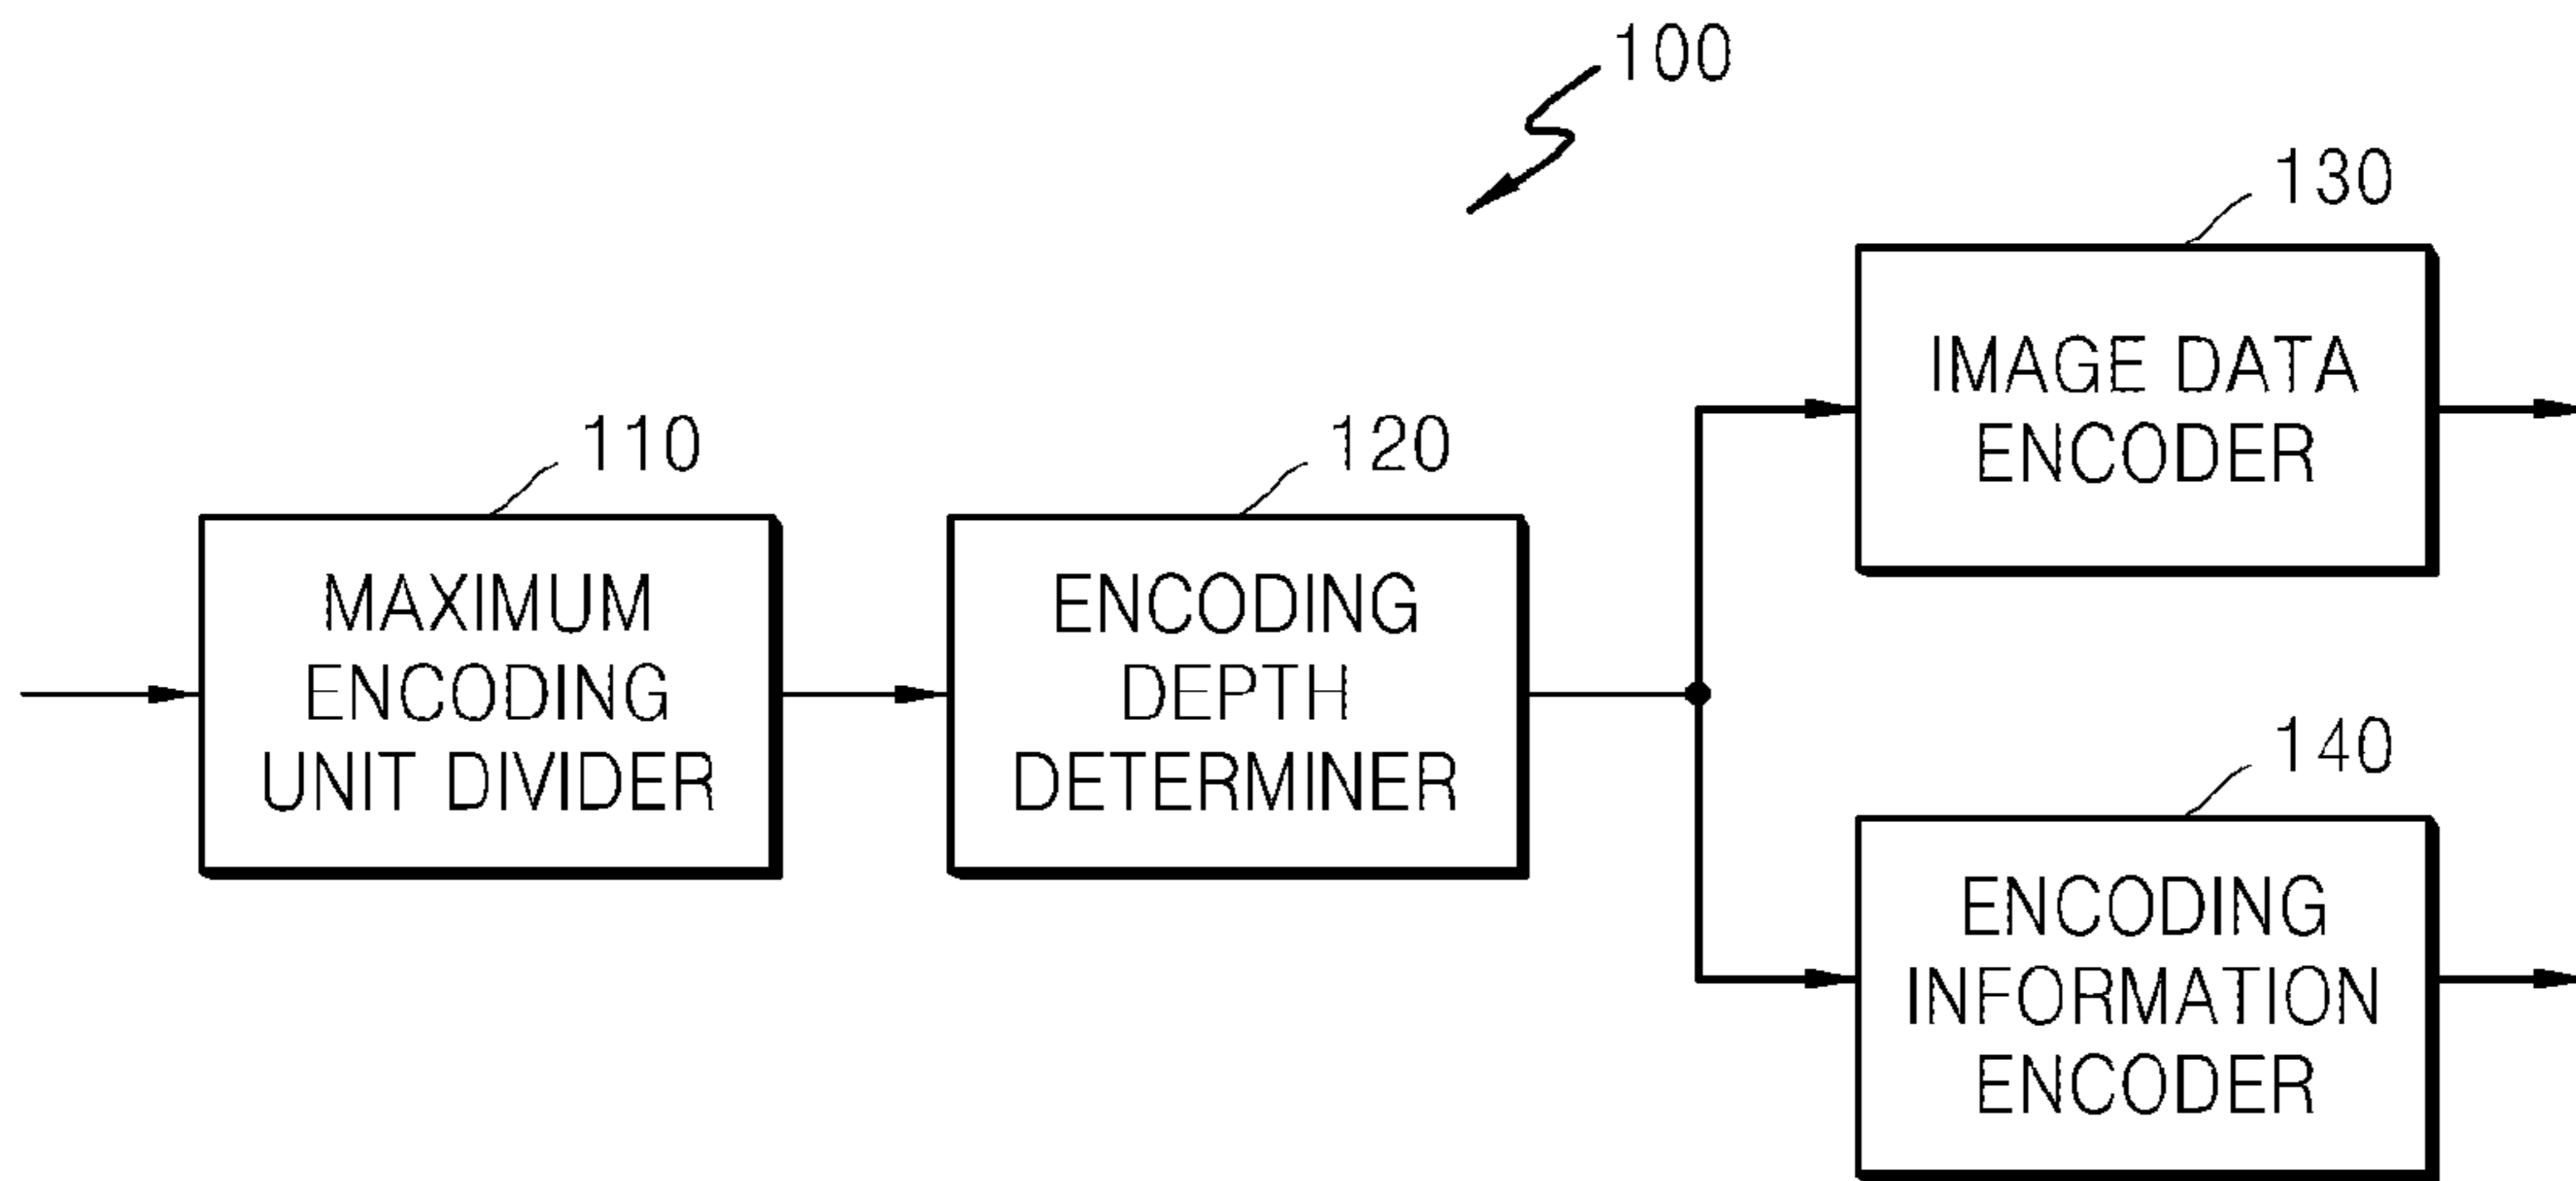 100
110
MAXIMUM
ENCODING
UNIT DIVIDER
120
ENCODING
DEPTH
DETERMINER
130
IMAGE DATA
ENCODER
140
ENCODING
INFORMATION
ENCODER